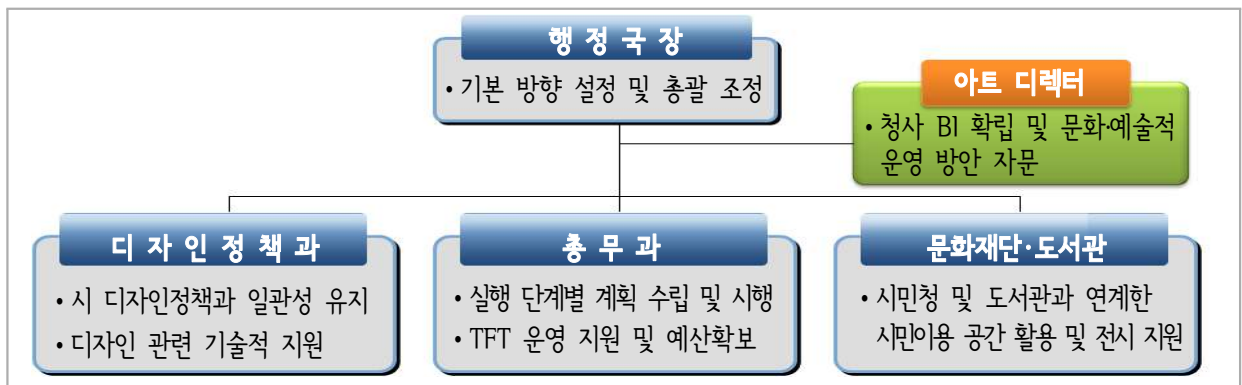 행정국장
• 기본 방향 설정 및 총괄 조정
아트 디렉터
• 청사 BI 확립 및 문화·예술적
운영 방안 자문
디자인정책과
• 시 디자인정책과 일관성 유지
• 디자인 관련 기술적 지원
총무과
• 실행 단계별 계획 수립 및 시행
• TFT 운영 지원 및 예산확보
문화재단·도서관
• 시민청 및 도서관과 연계한
시민이용 공간 활용 및 전시 지원